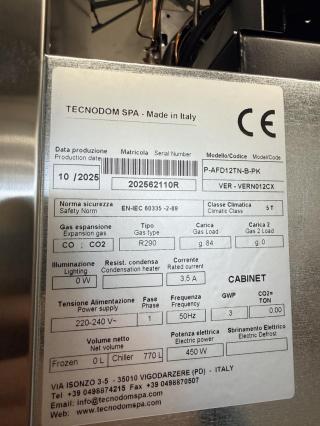 TECNODOM SPA - Made in Italy
CE
Data produzione Matricola Serial Number Modello/Codice Model/Code
Production date
10 / 2025 202562110R P-AFD12TN-B-PK
VER - VERN012CX
Norma sicurezza EN-IEC 60335 -2-89 Classe Climatica 5 T
Safety Norm Climatic Class
Gas espansione Tipo Carica Carica 2
Expansion gas Gas type Gas Load Gas 2 Load
CO ; CO2 R290 g. 84 g. 0
Illuminazione Resist. condensa Corrente
Lighting Condensation heater Rated current
0 W 3,5 A CABINET
Tensione Alimentazione Fase Frequenza GWP CO2=
Power supply Phase Frequency TON
220-240 V~ 1 50Hz 3 0.00
Volume netto Potenza elettrica Sbrinamento Elettrico
Net volume Electric power Electric Defrost
Frozen 0 L Chiller 770 L 450 W
VIA ISONZO 3-5 - 35010 VIGODARZERE (PD) - ITALY
Tel +39 0498874215 Fax +39 0498870507
Email: info@tecnodomspa.com
Web: www.tecnodomspa.com